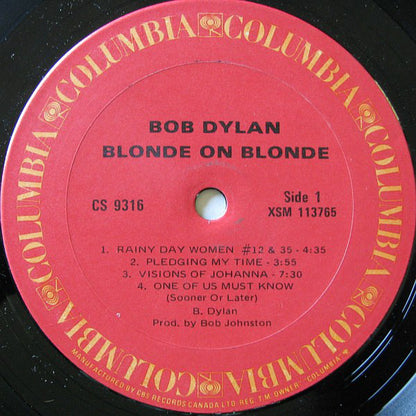 COLUMBIA COLUMBIA COLUMBIA COLUMBIA COLUMBIA COLUMBIA
BOB DYLAN
BLONDE ON BLONDE
CS 9316
Side 1
XSM 113765
1. RAINY DAY WOMEN #12 & 35 - 4:35
2. PLEDGING MY TIME - 3:55
3. VISIONS OF JOHANNA - 7:30
4. ONE OF US MUST KNOW
(Sooner Or Later)
B. Dylan
Prod. by Bob Johnston
MANUFACTURED BY CBS RECORDS CANADA LTD. REG. T.M. OWNER-"COLUMBIA"